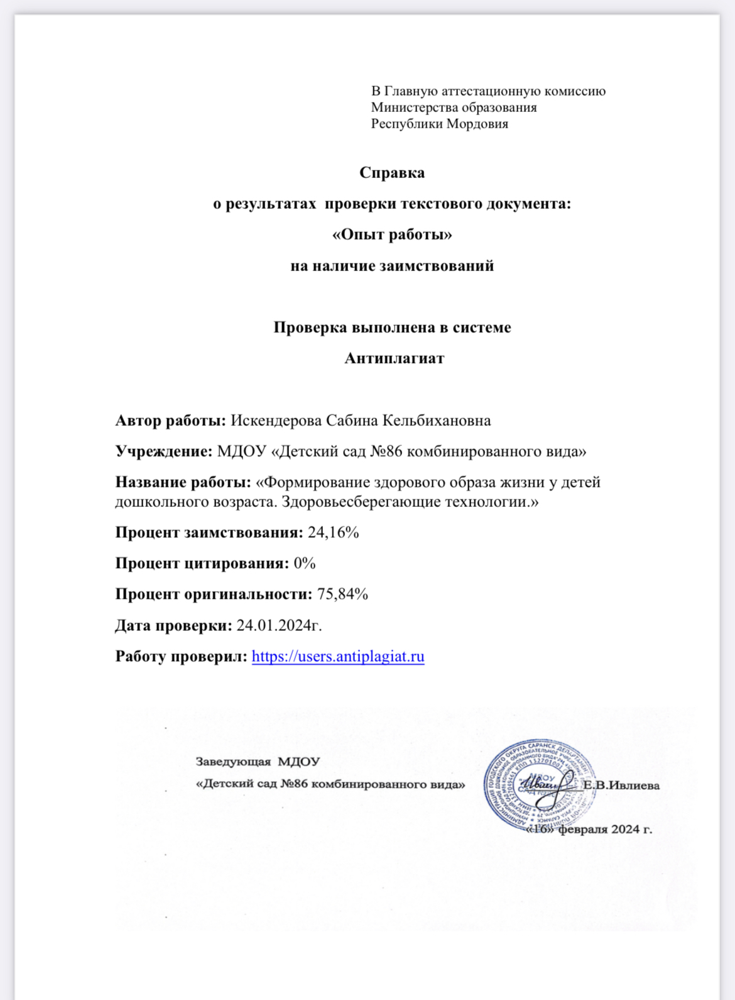 В Главную аттестационную комиссию
Министерства образования
Республики Мордовия
Справка
о результатах  проверки текстового документа:
«Опыт работы»
на наличие заимствований
Проверка выполнена в системе
Антиплагиат
Автор работы: Искендерова Сабина Кельбихановна
Учреждение: МДОУ «Детский сад №86 комбинированного вида»
Название работы: «Формирование здорового образа жизни у детей
дошкольного возраста. Здоровьесберегающие технологии.»
Процент заимствования: 24,16%
Процент цитирования: 0%
Процент оригинальности: 75,84%
Дата проверки: 24.01.2024г.
Работу проверил: https://users.antiplagiat.ru
Заведующая  МДОУ
«Детский сад №86 комбинированного вида»
Е.В.Ивлиева
«16» февраля 2024 г.